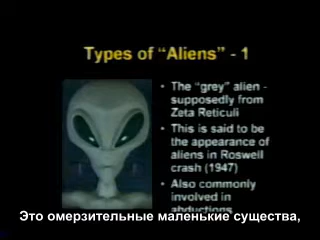 Types of “Aliens” - 1
• The “grey” alien -
supposedly from
Zeta Reticuli
• This is said to be
the appearance of
aliens in Roswell
crash (1947)
• Also commonly
involved in
abductions
Это омерзительные маленькие существа,